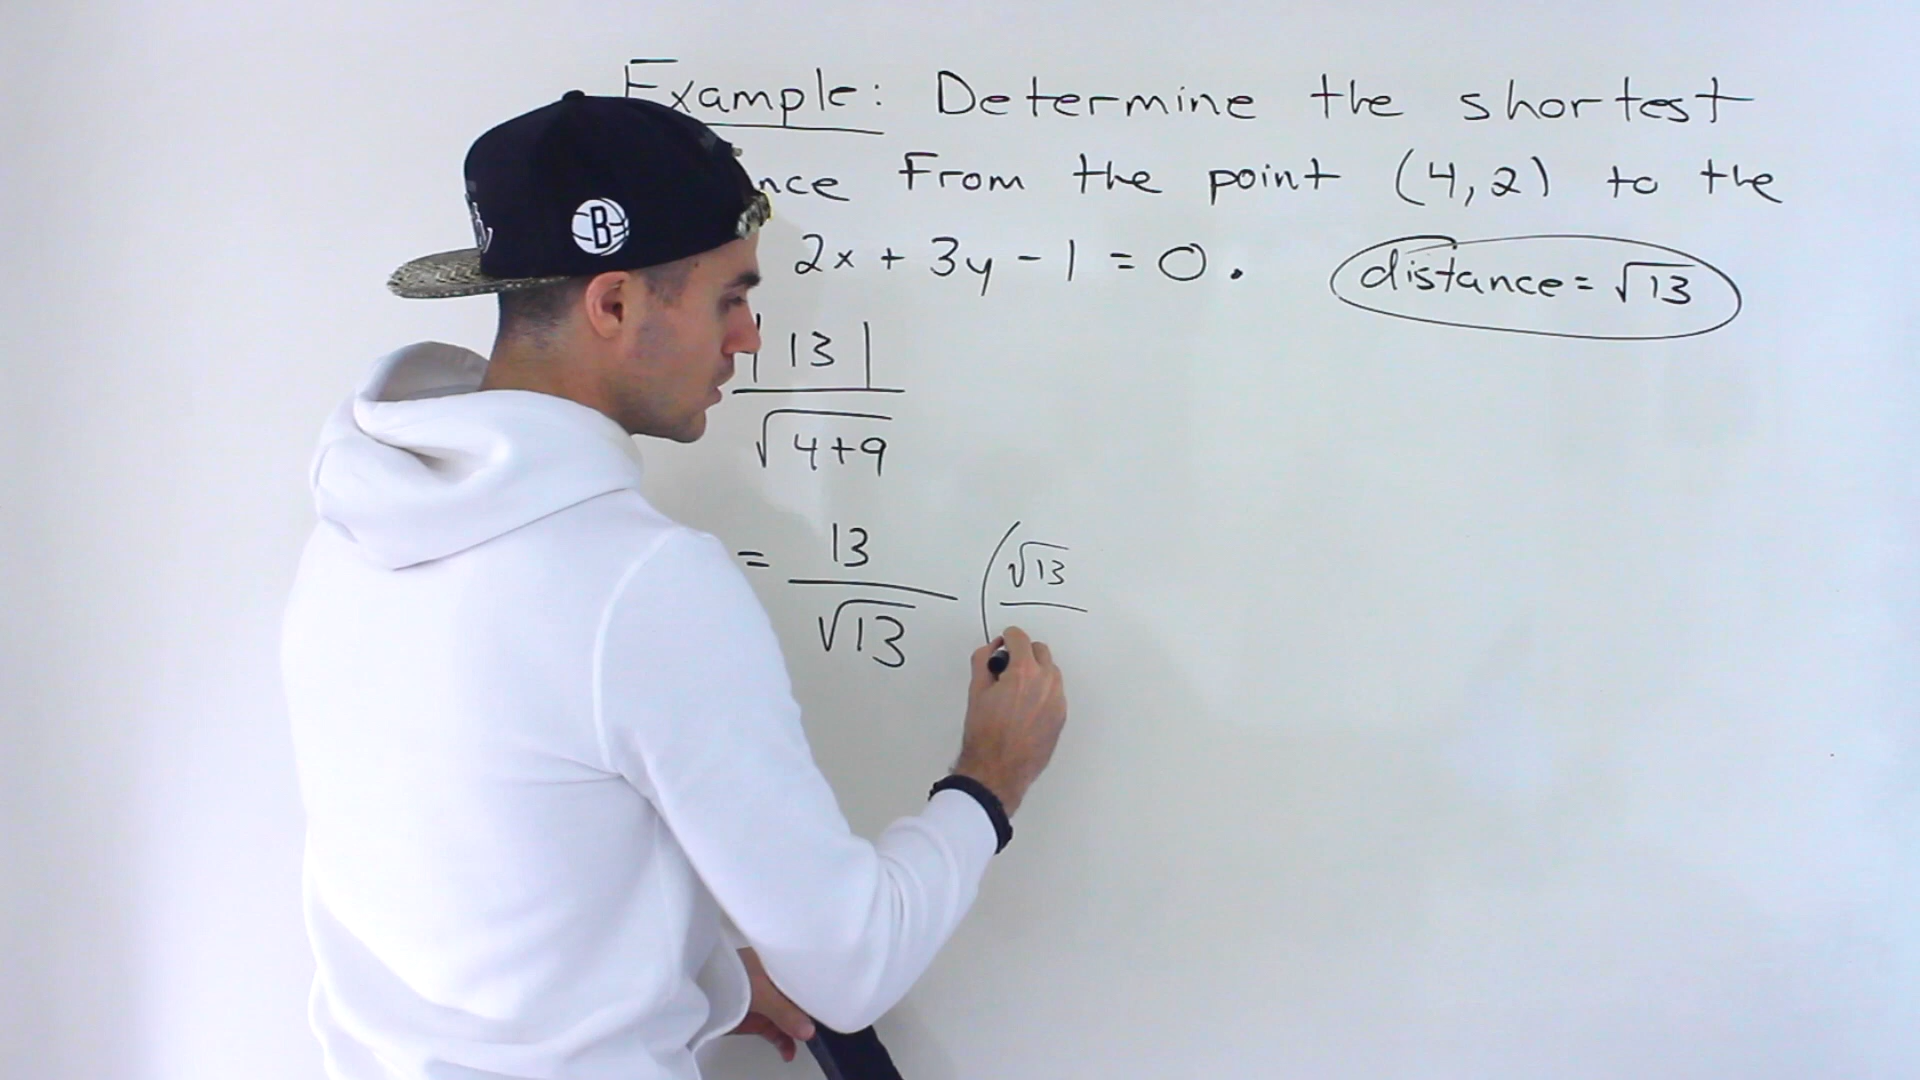 Example: Determine the shortest
nce from the point (4,2) to the
2x + 3y - 1 = 0.
distance = √13
|13|
√4+9
= 13 (√13
√13
B